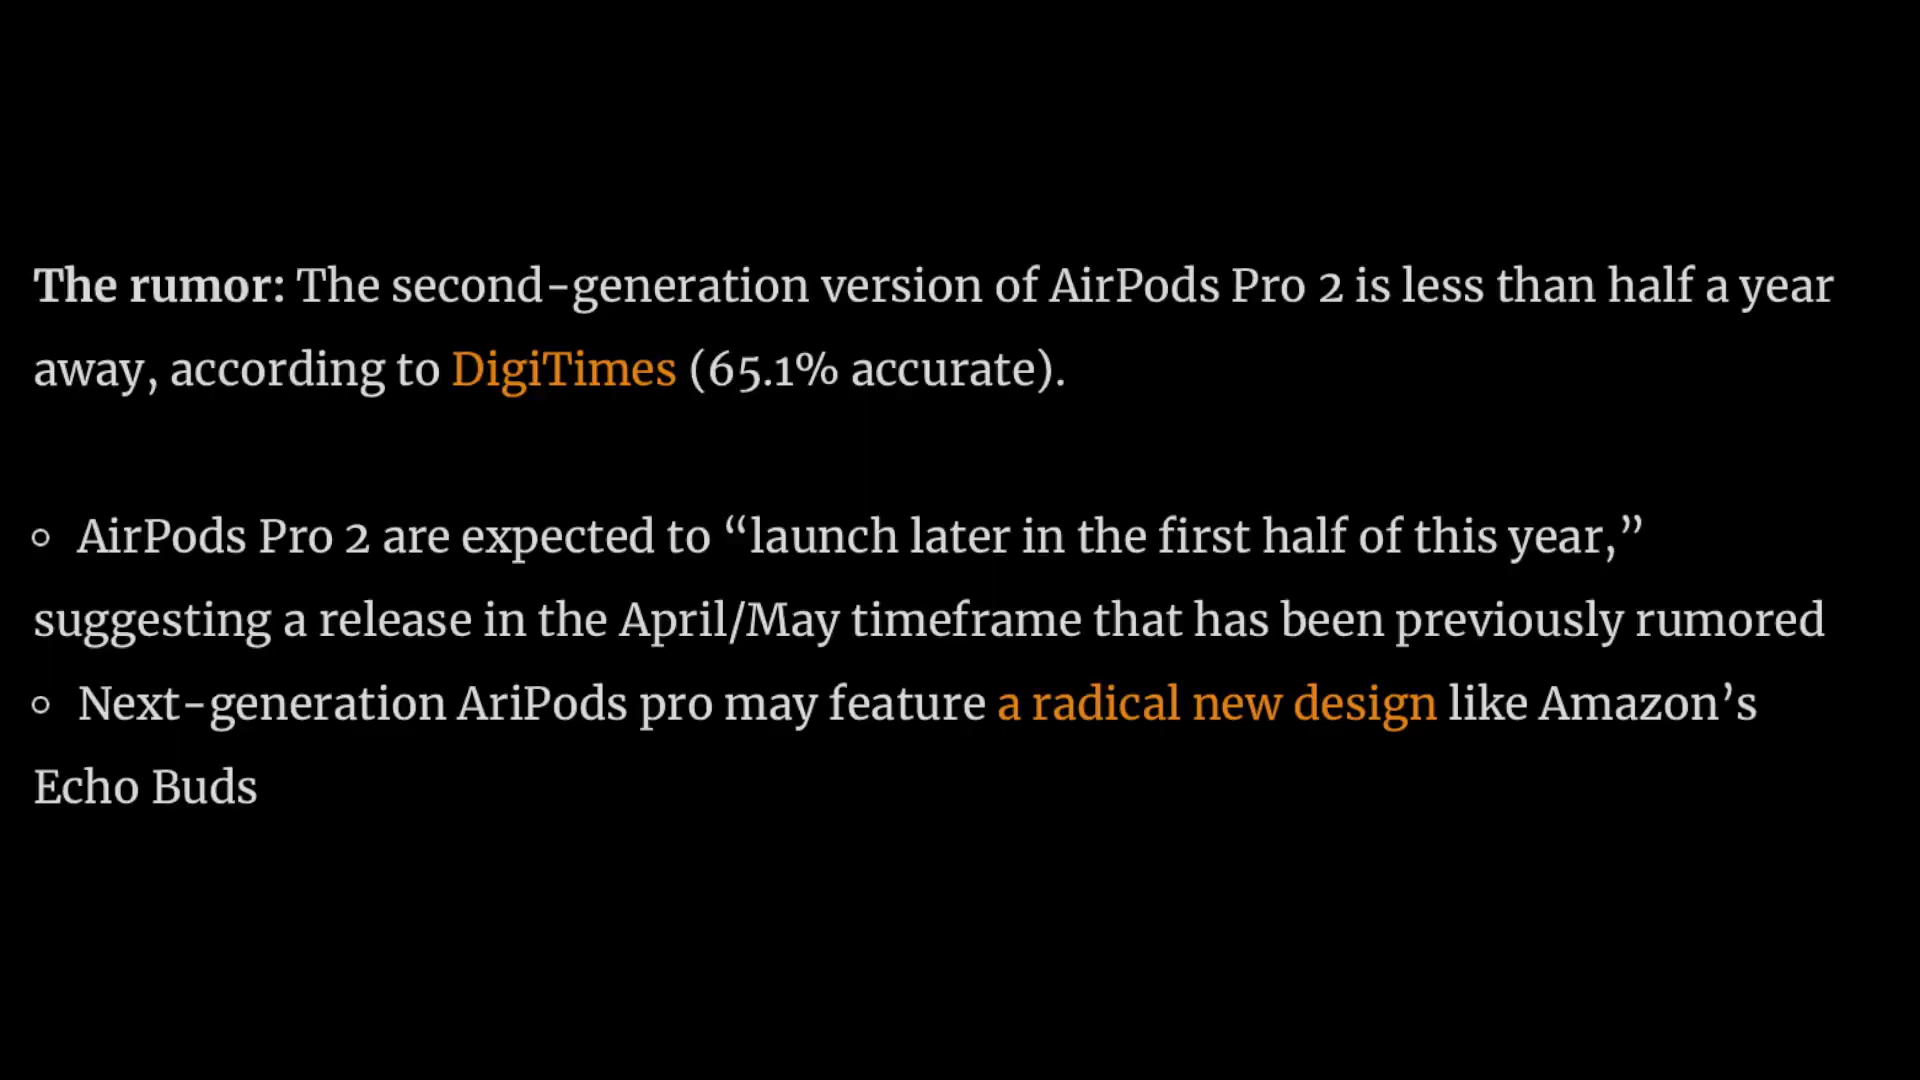 The rumor: The second-generation version of AirPods Pro 2 is less than half a year
away, according to DigiTimes (65.1% accurate).
◦ AirPods Pro 2 are expected to “launch later in the first half of this year,”
suggesting a release in the April/May timeframe that has been previously rumored
◦ Next-generation AriPods pro may feature a radical new design like Amazon’s
Echo Buds